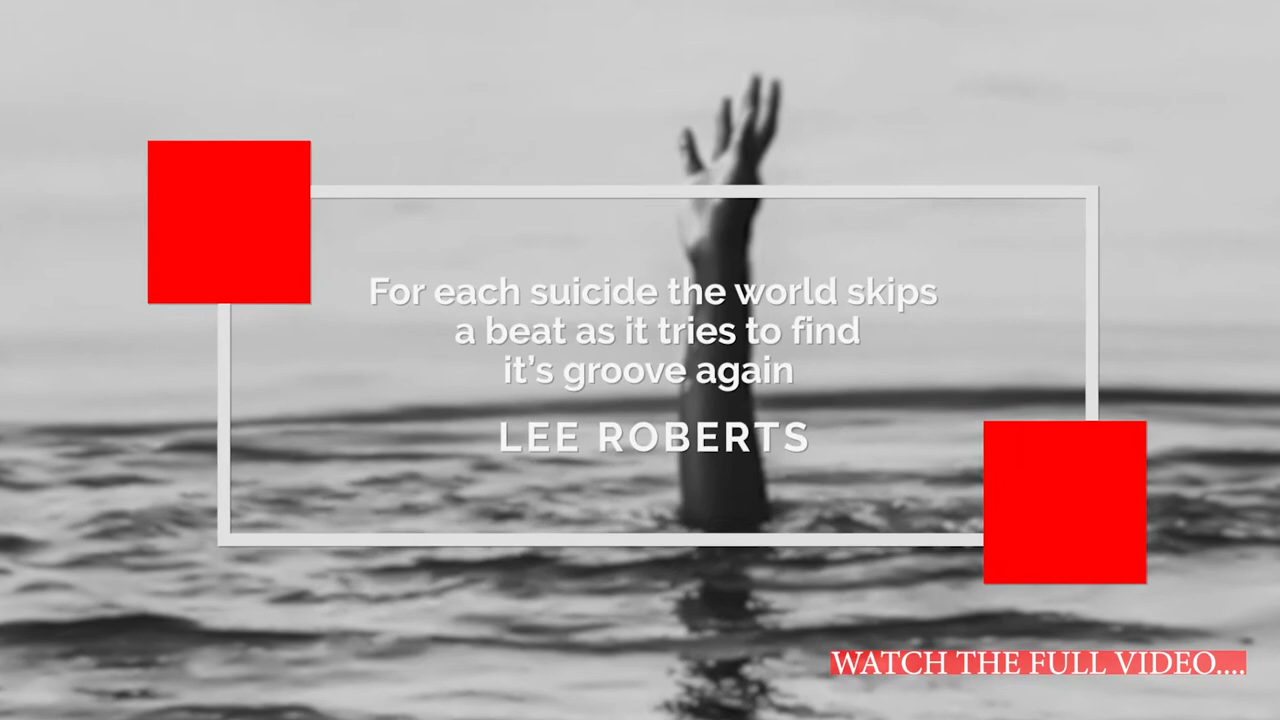 For each suicide the world skips
a beat as it tries to find
it’s groove again
LEE ROBERTS
WATCH THE FULL VIDEO....